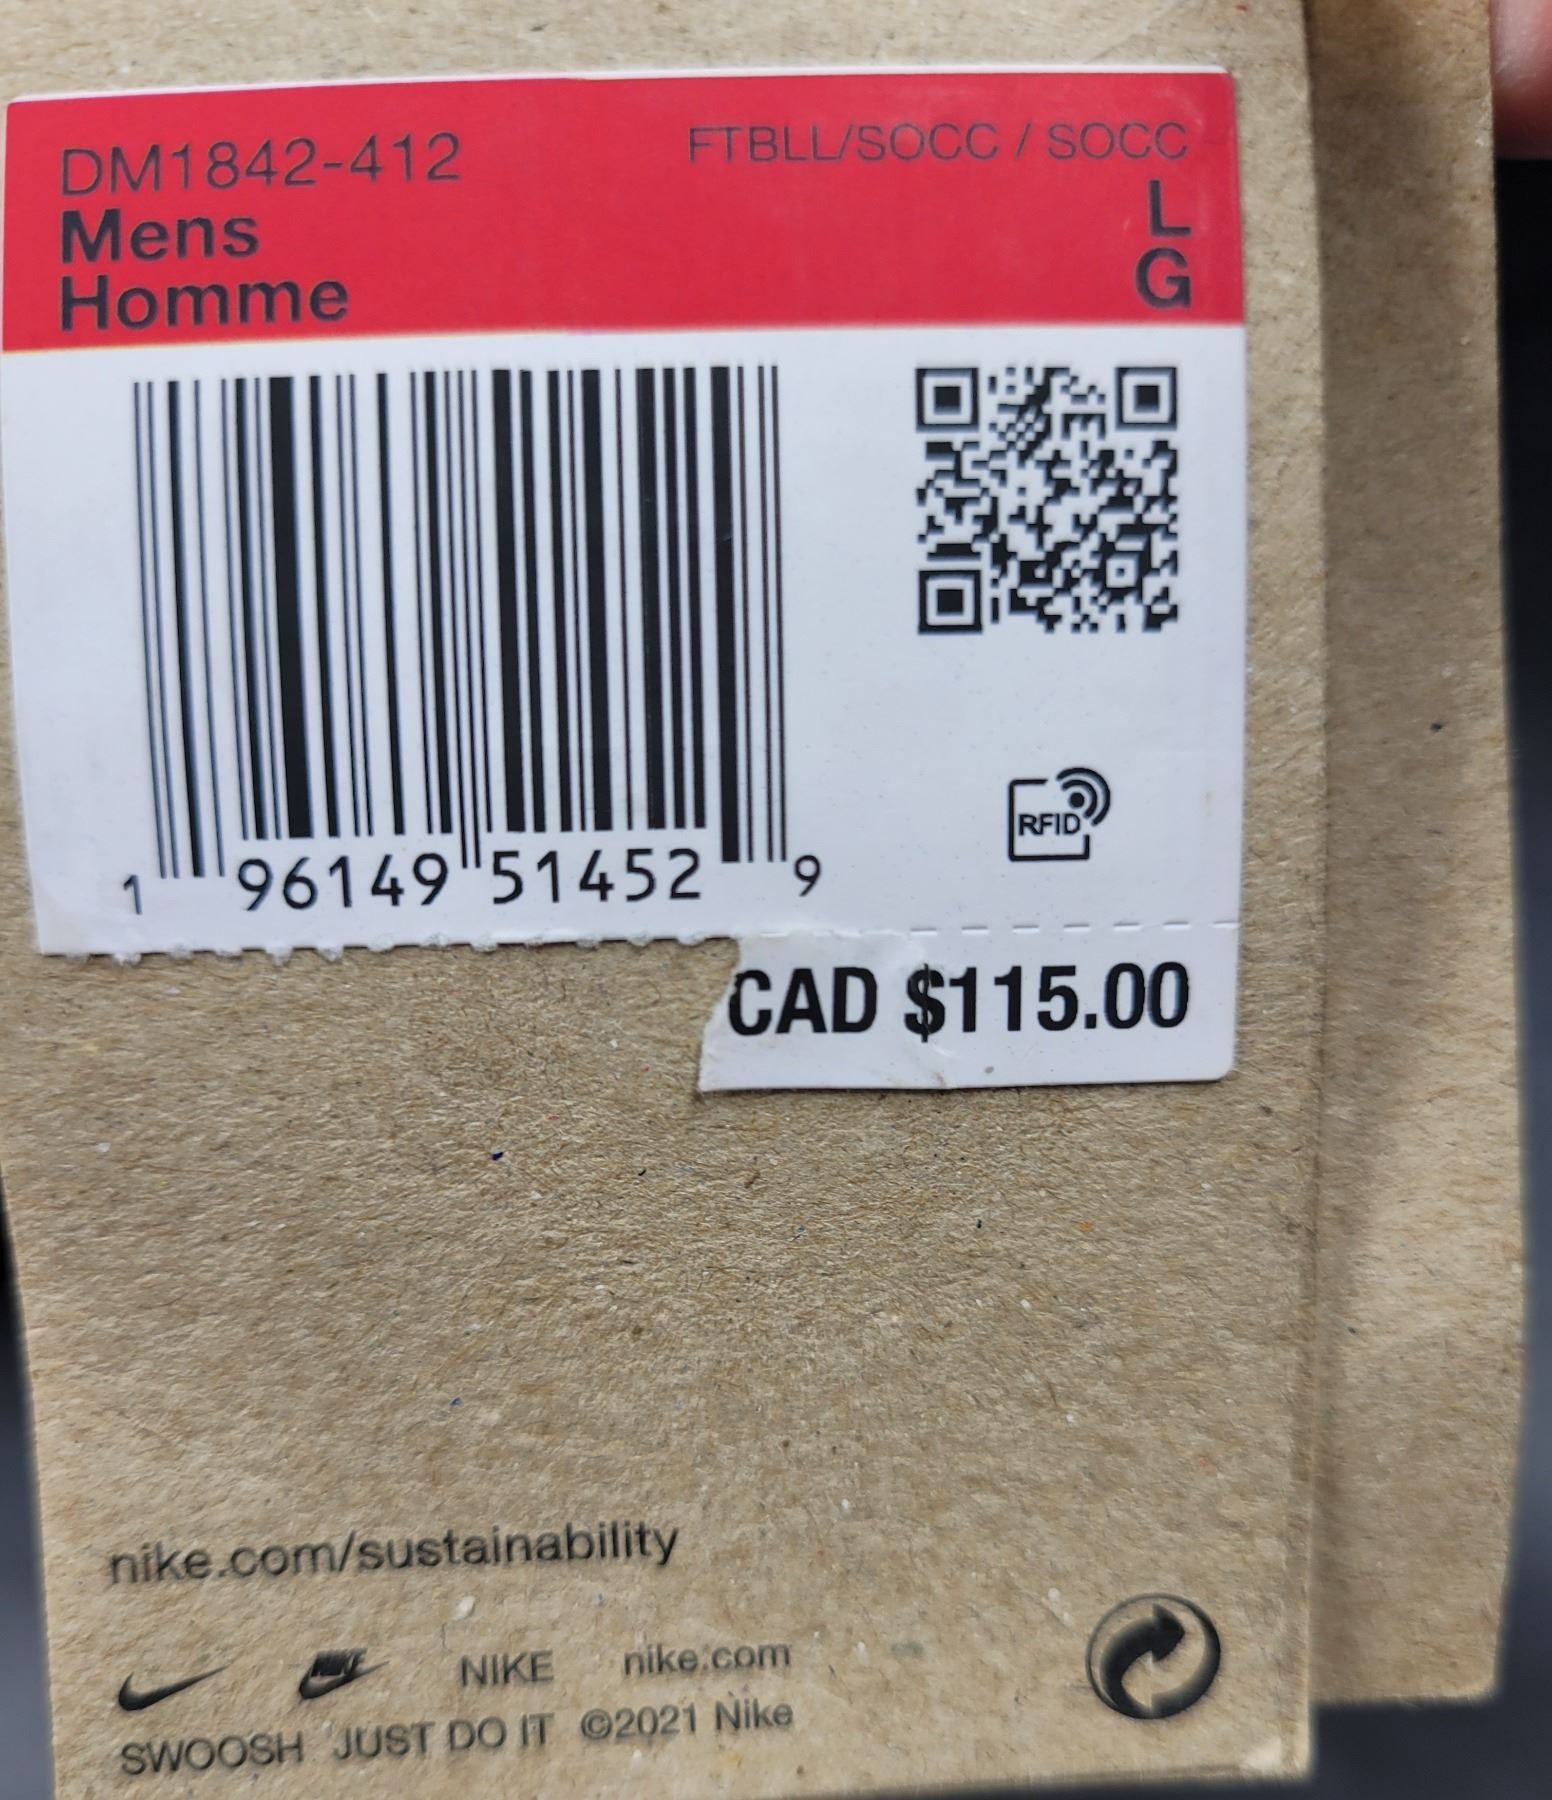 DM1842-412
FTBLL/SOCC / SOCC
Mens
L
Homme
G
1 96149 51452 9
RFID
CAD $115.00
nike.com/sustainability
NIKE NIKE nike.com
SWOOSH JUST DO IT ©2021 Nike